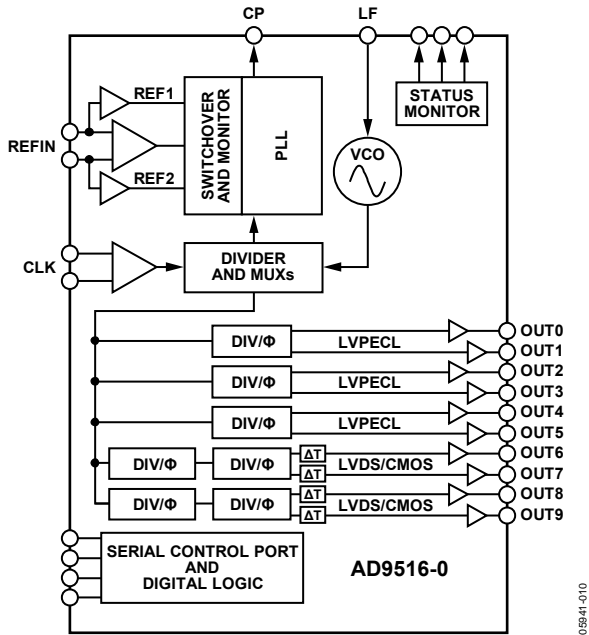 CP
LF
REF1
REFIN
REF2
SWITCHOVER
AND MONITOR
PLL
STATUS
MONITOR
VCO
CLK
DIVIDER
AND MUXs
DIV/Φ
LVPECL
OUT0
OUT1
DIV/Φ
LVPECL
OUT2
OUT3
DIV/Φ
LVPECL
OUT4
OUT5
DIV/Φ
DIV/Φ
ΔT
ΔT
LVDS/CMOS
OUT6
OUT7
DIV/Φ
DIV/Φ
ΔT
ΔT
LVDS/CMOS
OUT8
OUT9
SERIAL CONTROL PORT
AND
DIGITAL LOGIC
AD9516-0
05941-010